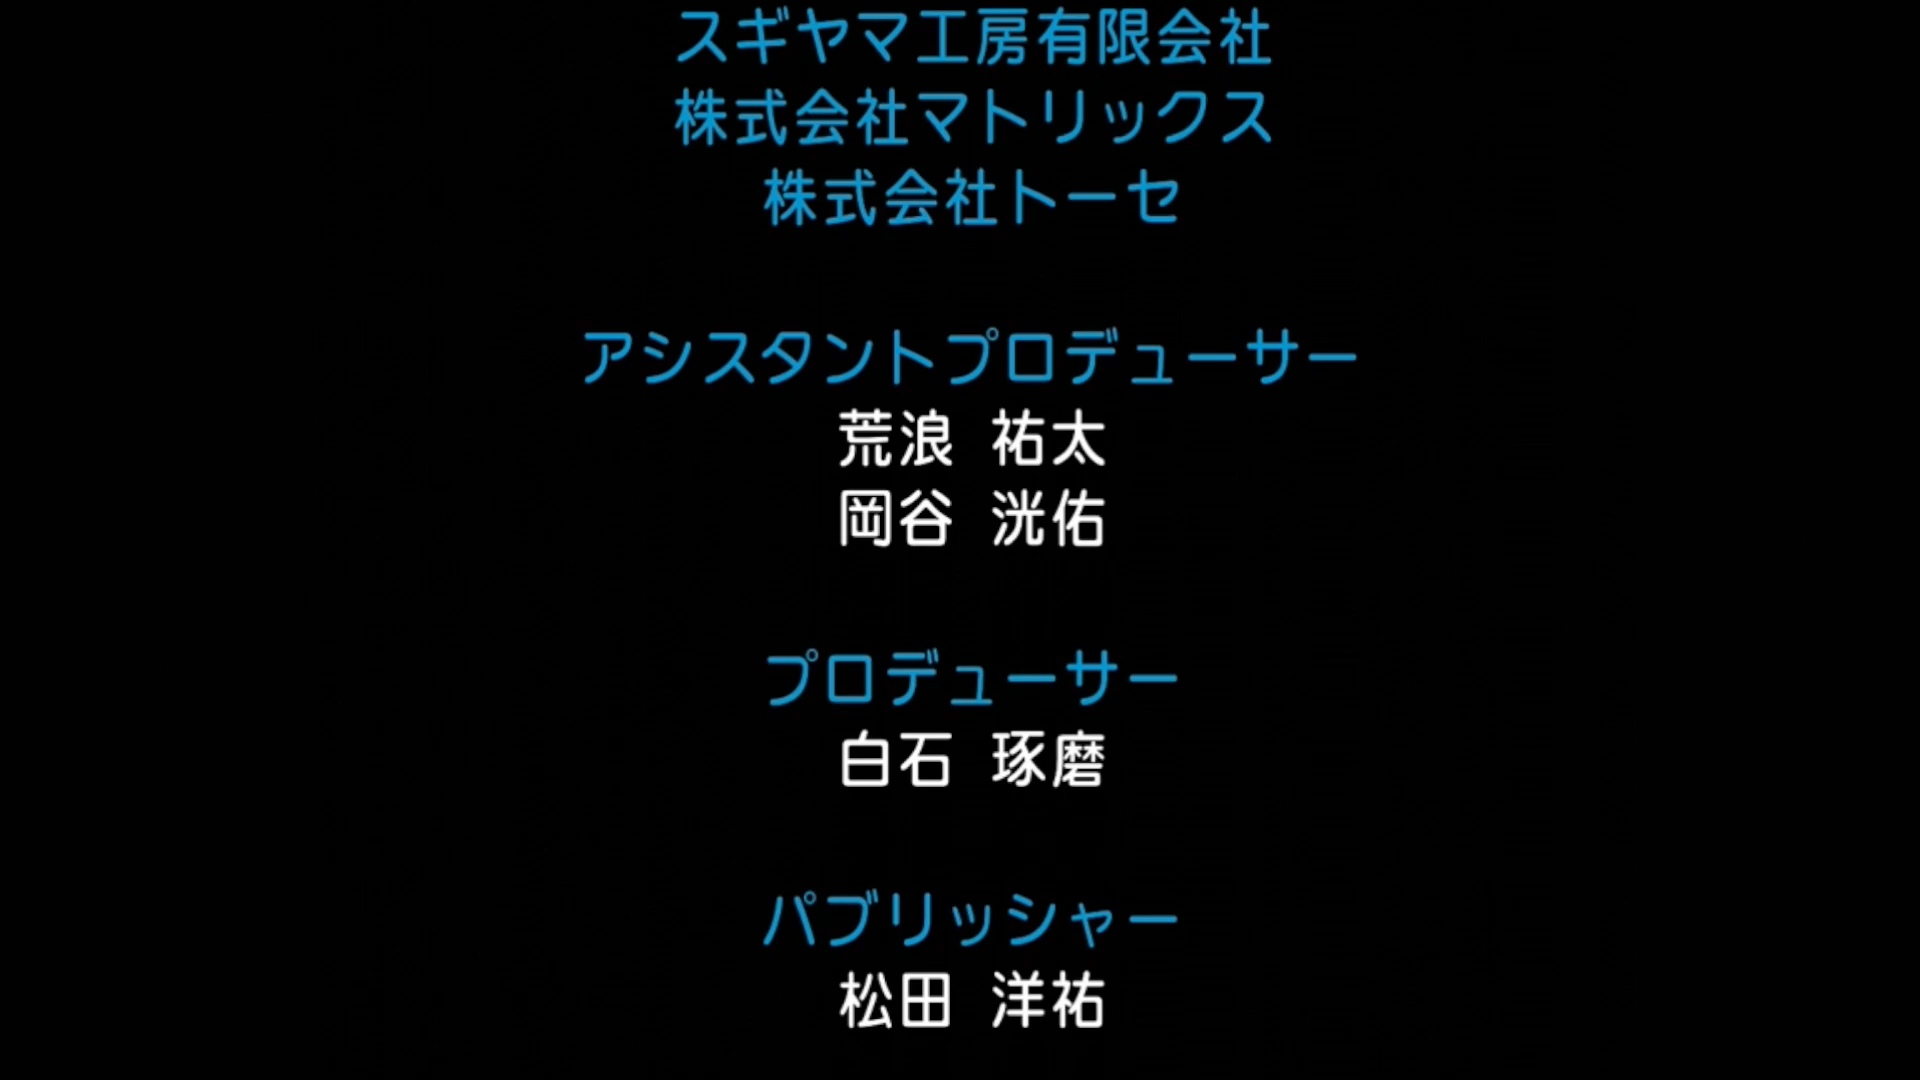 スギヤマ工房有限会社
株式会社マトリックス
株式会社トーセ
アシスタントプロデューサー
荒浪 祐太
岡谷 洸佑
プロデューサー
白石 琢磨
パブリッシャー
松田 洋祐